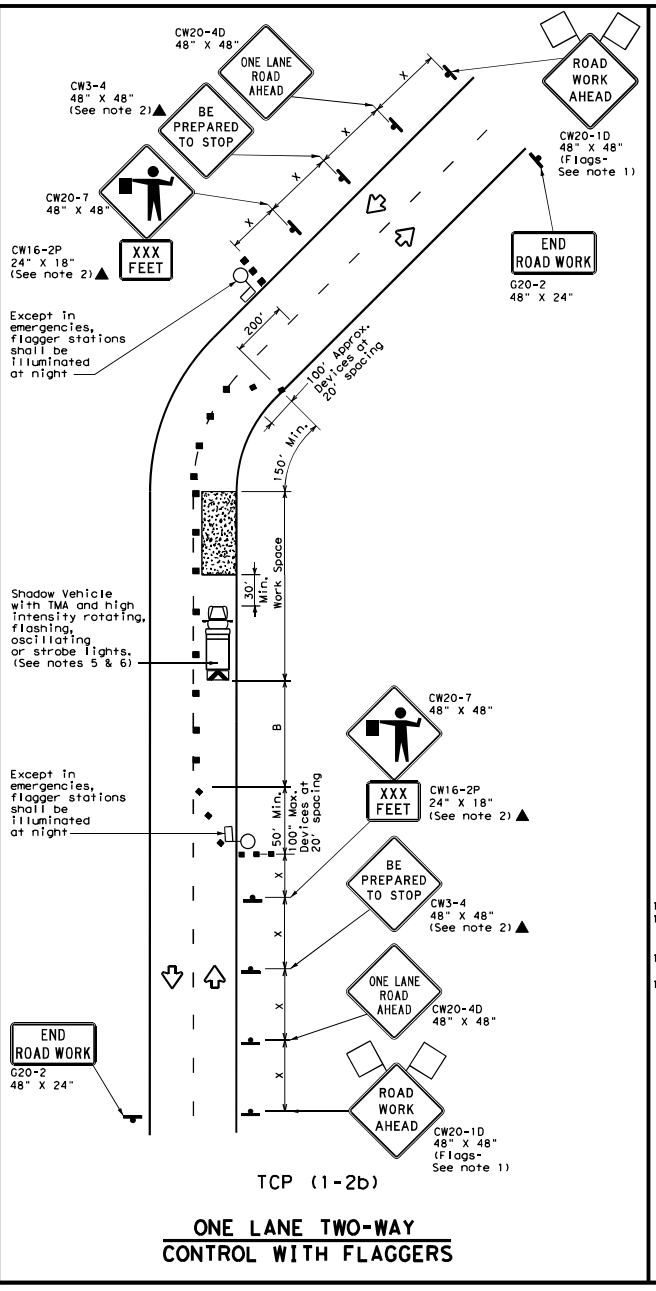 CW20-4D
48" X 48"
ONE LANE
ROAD
AHEAD
ROAD
WORK
AHEAD
CW20-1D
48" X 48"
(Flags-
See note 1)
CW3-4
48" X 48"
(See note 2)▲
BE
PREPARED
TO STOP
CW20-7
48" X 48"
CW16-2P
24" X 18"
(See note 2)▲
XXX
FEET
X
X
X
X
END
ROAD WORK
G20-2
48" X 24"
Except in
emergencies,
flagger stations
shall be
illuminated
at night
200'
100' Approx.
Devices at
20' spacing
150' Min.
Work Space
30'
Min.
Shadow Vehicle
with TMA and high
intensity rotating,
flashing,
oscillating
or strobe lights.
(See notes 5 & 6)
B
CW20-7
48" X 48"
Except in
emergencies,
flagger stations
shall be
illuminated
at night
50' Min.
100" Max.
Devices at
20' spacing
XXX
FEET
CW16-2P
24" X 18"
(See note 2)▲
X
X
X
X
BE
PREPARED
TO STOP
CW3-4
48" X 48"
(See note 2)▲
ONE LANE
ROAD
AHEAD
CW20-4D
48" X 48"
END
ROAD WORK
G20-2
48" X 24"
ROAD
WORK
AHEAD
CW20-1D
48" X 48"
(Flags-
See note 1)
TCP (1-2b)
ONE LANE TWO-WAY
CONTROL WITH FLAGGERS